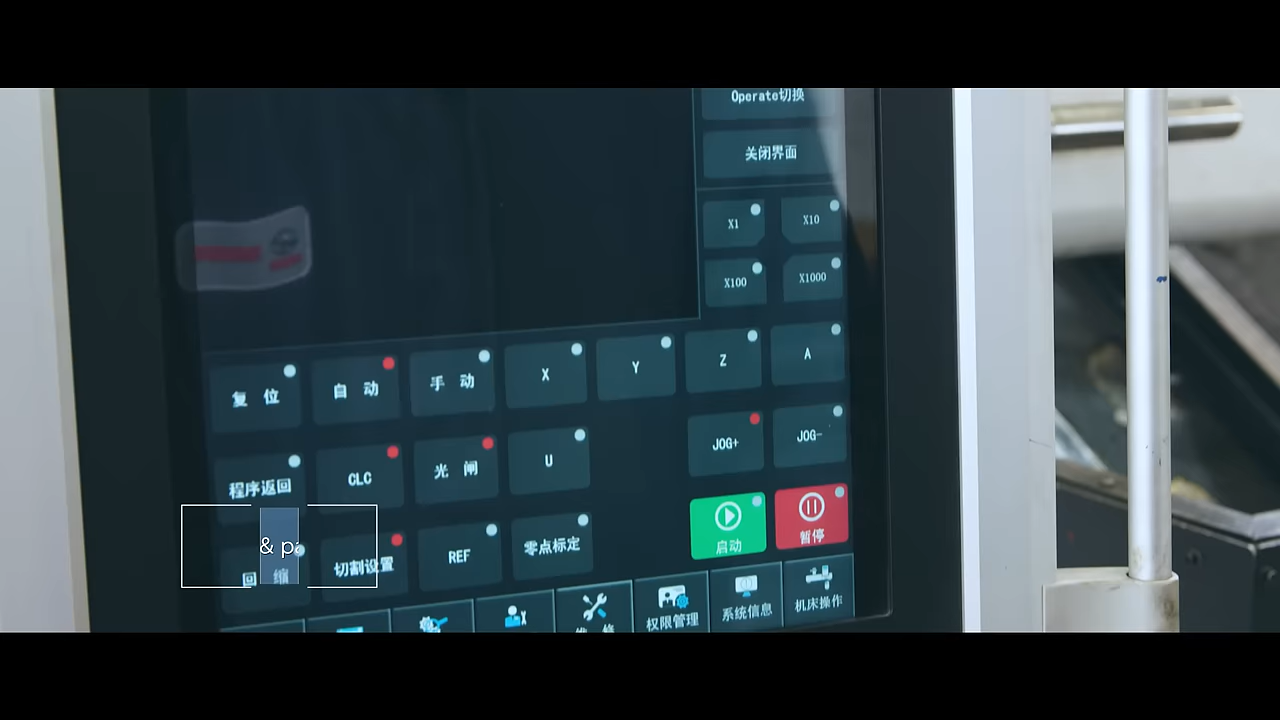 Operate切换
关闭界面
X1 X10
X100 X1000
复 位 自 动 手 动 X Y Z A
程序返回 CLC 光 闸 U JOG+ JOG-
& pa
回 缩 切割设置 REF 零点标定 启动 暂停
维 修 权限管理 系统信息 机床操作